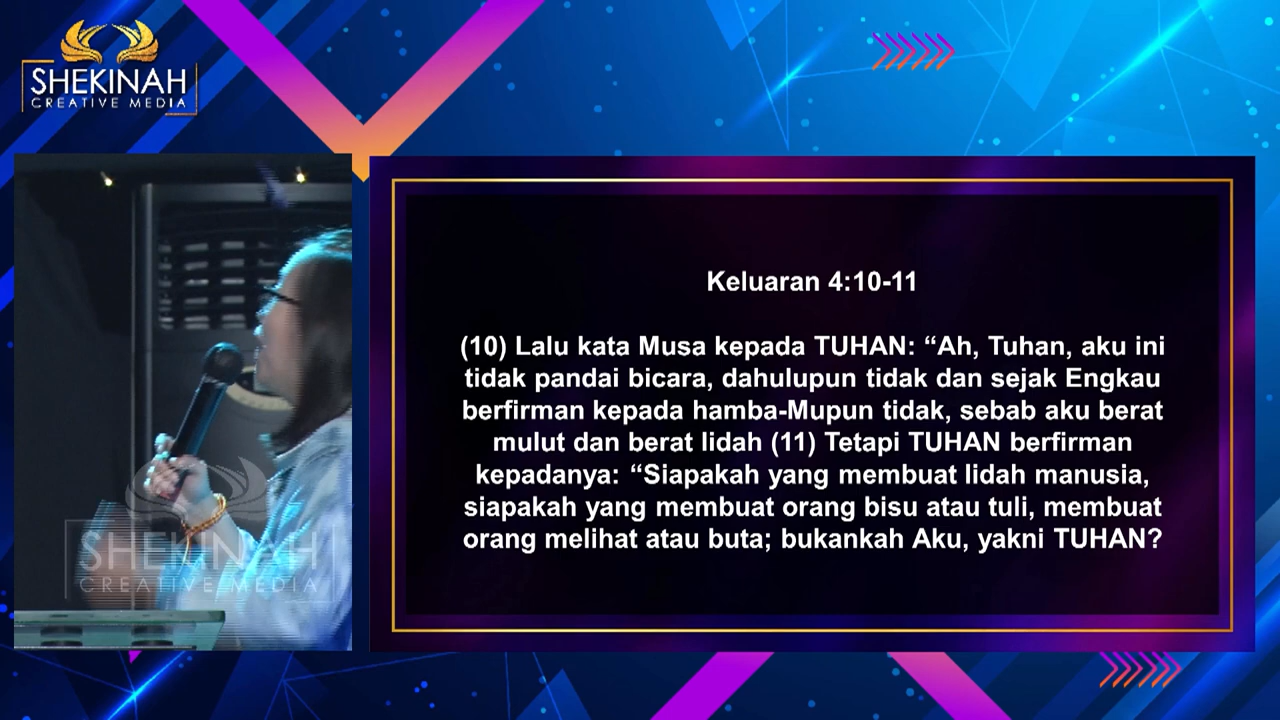 SHEKINAH
CREATIVE MEDIA
Keluaran 4:10-11
(10) Lalu kata Musa kepada TUHAN: “Ah, Tuhan, aku ini
tidak pandai bicara, dahulupun tidak dan sejak Engkau
berfirman kepada hamba-Mupun tidak, sebab aku berat
mulut dan berat lidah (11) Tetapi TUHAN berfirman
kepadanya: “Siapakah yang membuat lidah manusia,
siapakah yang membuat orang bisu atau tuli, membuat
orang melihat atau buta; bukankah Aku, yakni TUHAN?
SHEKINAH
CREATIVE MEDIA